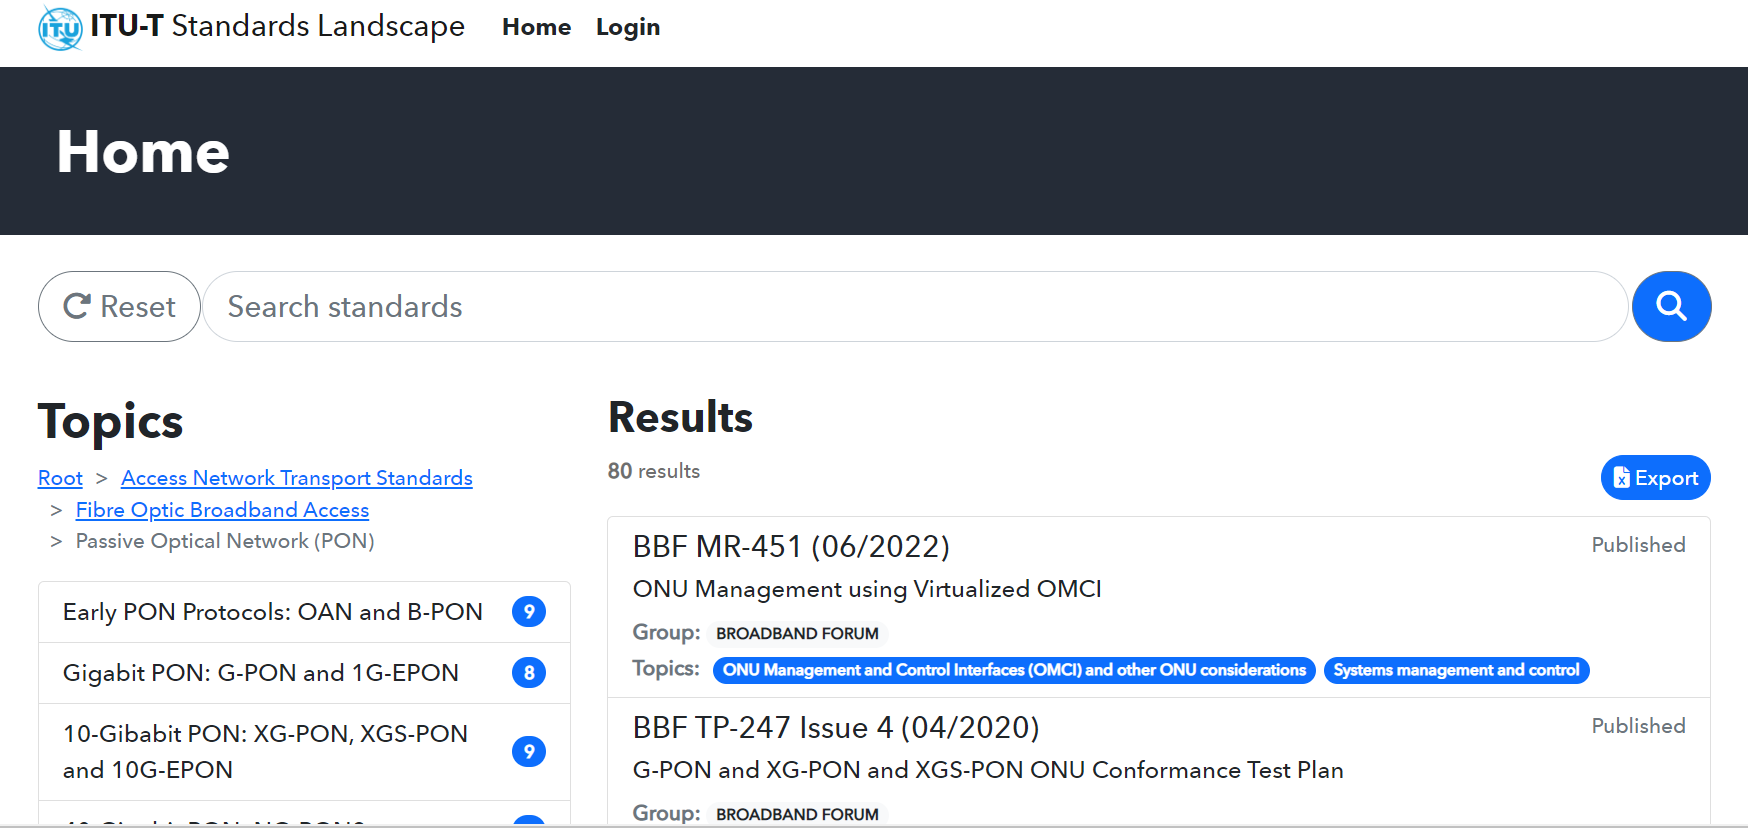 ITU ITU-T Standards Landscape Home Login
Home
Reset Search standards
Topics
Root > Access Network Transport Standards
> Fibre Optic Broadband Access
> Passive Optical Network (PON)
Early PON Protocols: OAN and B-PON 9
Gigabit PON: G-PON and 1G-EPON 8
10-Gibabit PON: XG-PON, XGS-PON
and 10G-EPON 9
Results
80 results
Export
BBF MR-451 (06/2022) Published
ONU Management using Virtualized OMCI
Group: BROADBAND FORUM
Topics: ONU Management and Control Interfaces (OMCI) and other ONU considerations Systems management and control
BBF TP-247 Issue 4 (04/2020) Published
G-PON and XG-PON and XGS-PON ONU Conformance Test Plan
Group: BROADBAND FORUM